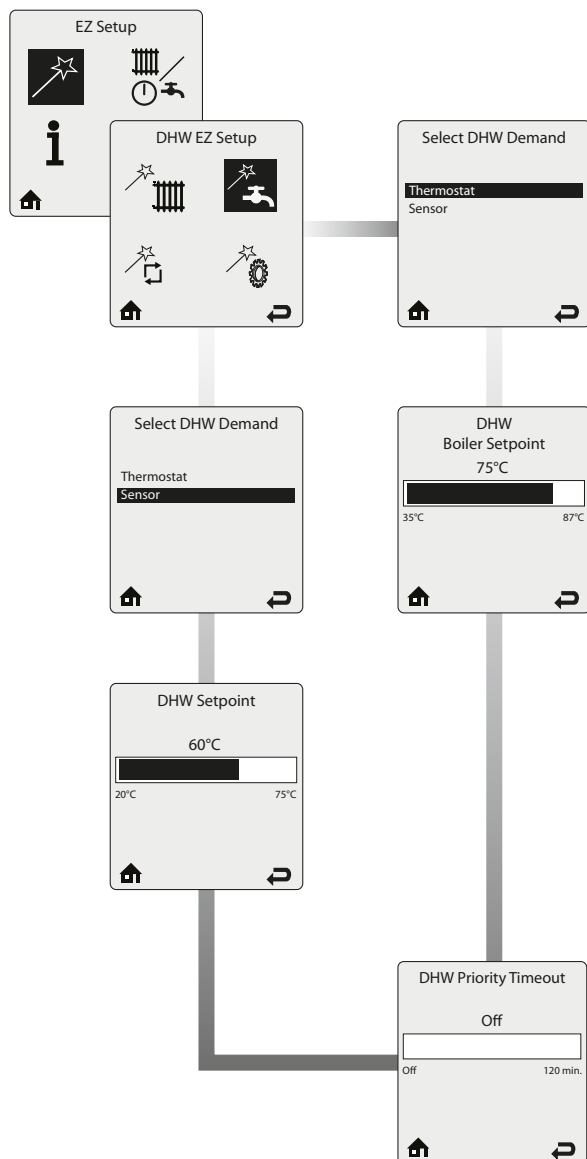 EZ Setup
DHW EZ Setup
Select DHW Demand
Thermostat
Sensor
Select DHW Demand
Thermostat
Sensor
DHW
Boiler Setpoint
75°C
35°C 87°C
DHW Setpoint
60°C
20°C 75°C
DHW Priority Timeout
Off
Off 120 min.